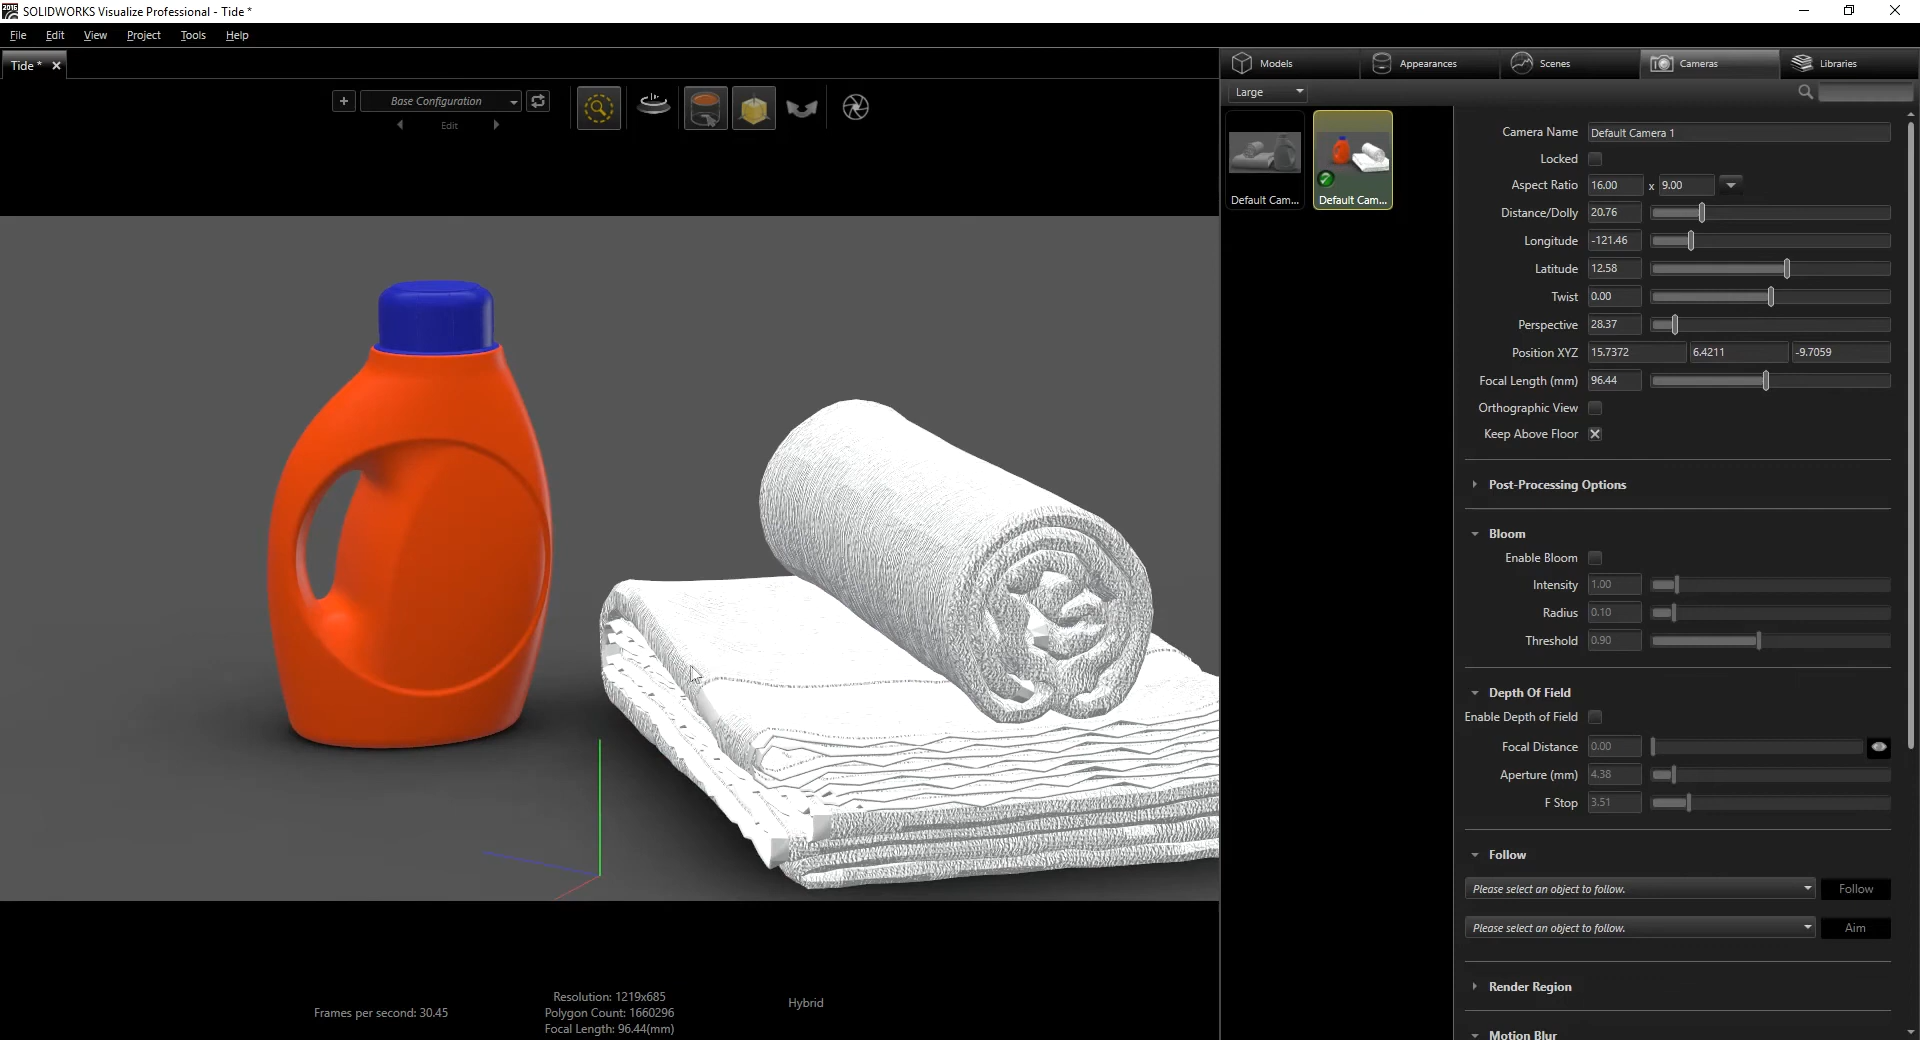 2016
SOLIDWORKS Visualize Professional - Tide *
File Edit View Project Tools Help
Tide *
Base Configuration
Edit
Models Appearances Scenes Cameras Libraries
Large
Default Cam... Default Cam...
Camera Name Default Camera 1
Locked
Aspect Ratio 16.00 x 9.00
Distance/Dolly 20.76
Longitude -121.46
Latitude 12.58
Twist 0.00
Perspective 28.37
Position XYZ 15.7372 6.4211 -9.7059
Focal Length (mm) 96.44
Orthographic View
Keep Above Floor
Post-Processing Options
Bloom
Enable Bloom
Intensity 1.00
Radius 0.10
Threshold 0.90
Depth Of Field
Enable Depth of Field
Focal Distance 0.00
Aperture (mm) 4.38
F Stop 3.51
Follow
Please select an object to follow. Follow
Please select an object to follow. Aim
Render Region
Motion Blur
Frames per second: 30.45
Resolution: 1219x685
Polygon Count: 1660296
Focal Length: 96.44(mm)
Hybrid